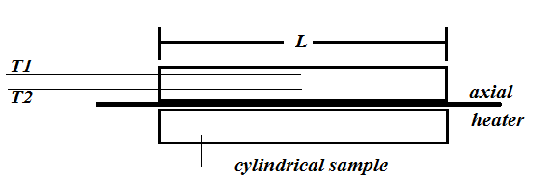 L
T1
T2
axial
heater
cylindrical sample